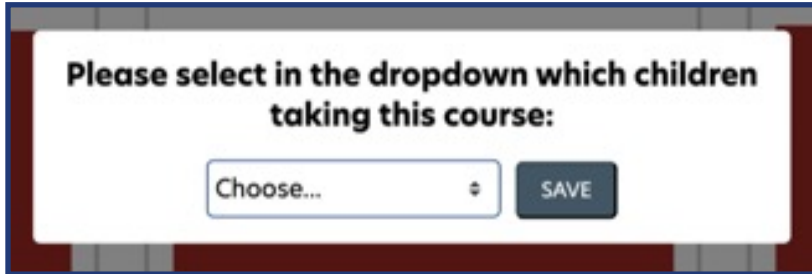 Please select in the dropdown which children
taking this course:
Choose... SAVE